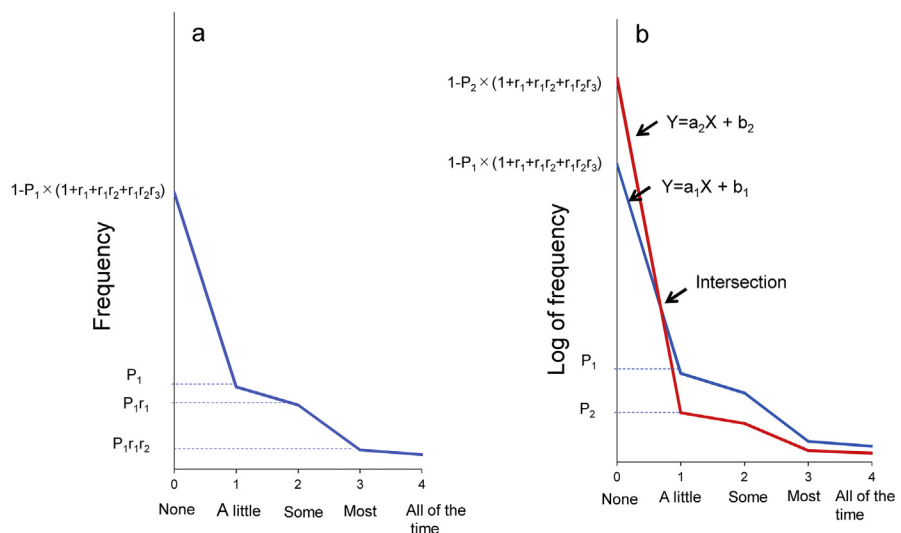 a
1-P₁×(1+r₁+r₁r₂+r₁r₂r₃)
Frequency
P₁
P₁r₁
P₁r₁r₂
0 1 2 3 4
None A little Some Most All of the
time
b
1-P₂×(1+r₁+r₁r₂+r₁r₂r₃)
Y=a₂X + b₂
1-P₁×(1+r₁+r₁r₂+r₁r₂r₃)
Y=a₁X + b₁
Log of frequency
Intersection
P₁
P₂
0 1 2 3 4
None A little Some Most All of the
time